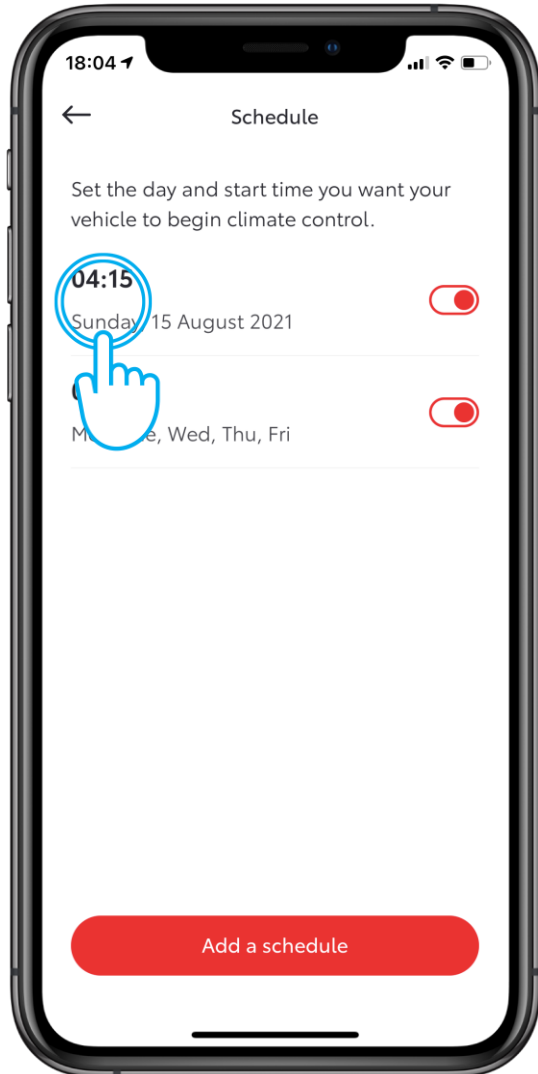 18:04
Schedule
Set the day and start time you want your
vehicle to begin climate control.
04:15
Sunday, 15 August 2021
Wed, Thu, Fri
Add a schedule